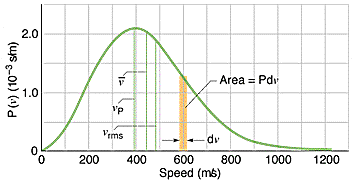 2.0
1.0
0
P (v) (10⁻³ s/m)
v̅
vP
vrms
Area = Pdv
dv
0 200 400 600 800 1000 1200
Speed (m/s)